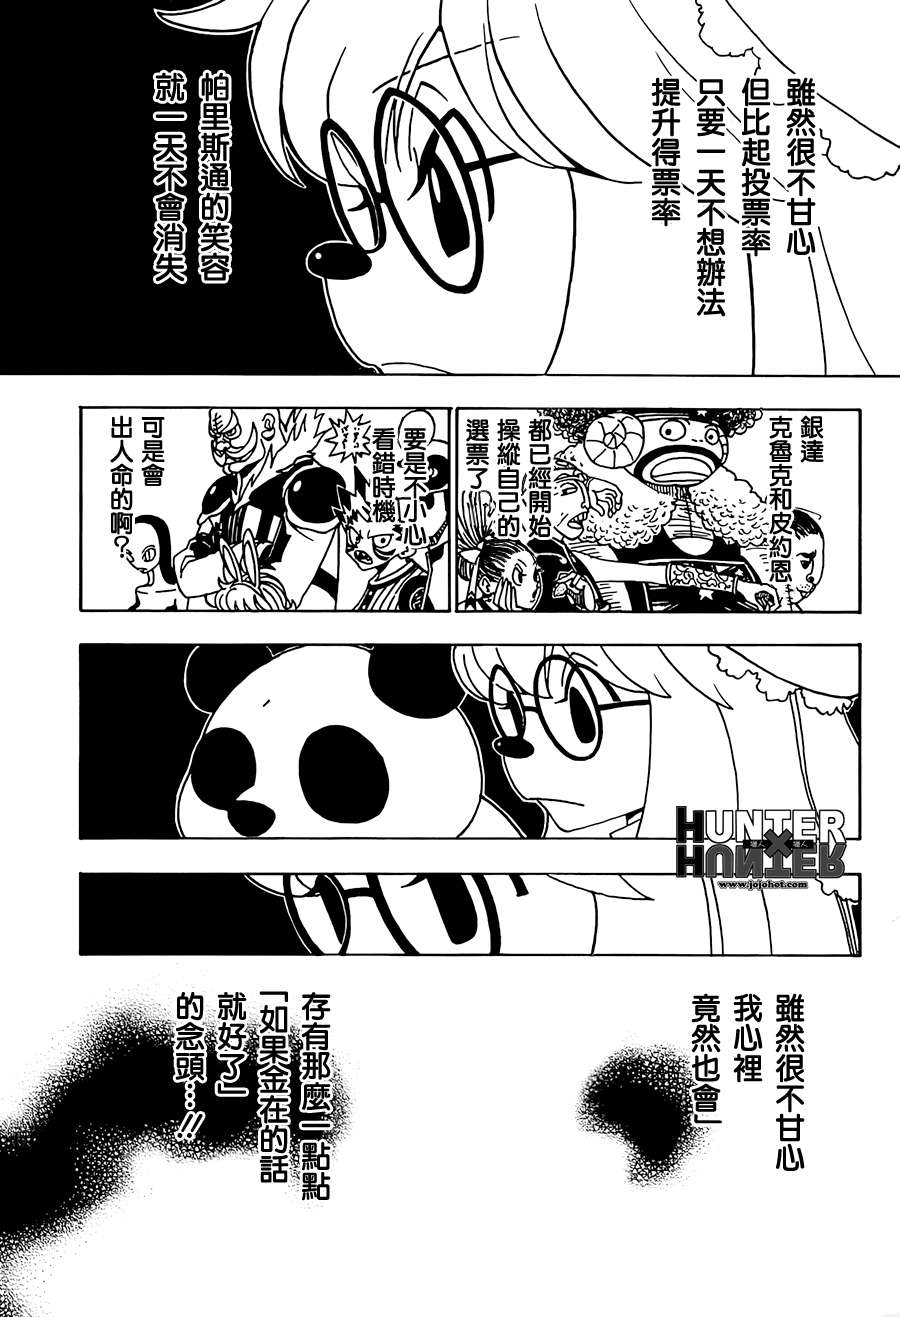 雖然很不甘心
但比起投票率
只要一天不想辦法
提升得票率
帕里斯通的笑容
就一天不會消失
銀達
克魯克和皮約恩
都已經開始
操縱自己的
選票了
要是不小心
看錯時機
…!!
可是會
出人命的啊?
HUNTER
×
HUNTER
獵人
獵人
www.jojohot.com
雖然很不甘心
我心裡
竟然也會」
存有那麼一點點
「如果金在的話
就好了」
的念頭…!!